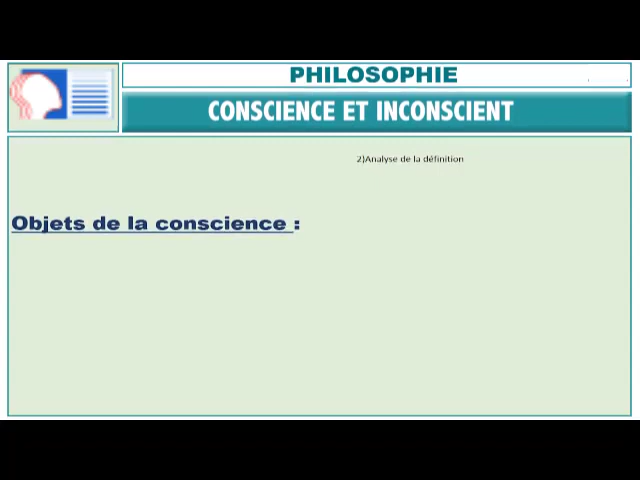 PHILOSOPHIE
CONSCIENCE ET INCONSCIENT
2)Analyse de la définition
Objets de la conscience :